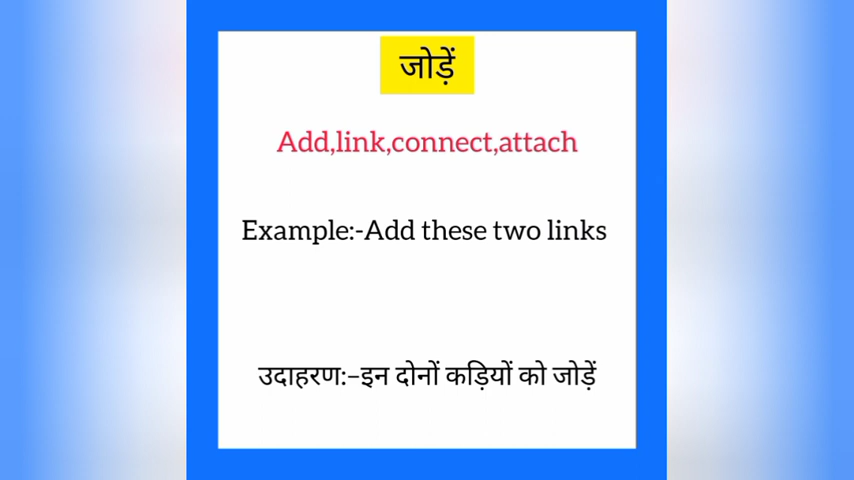 जोड़ें
Add,link,connect,attach
Example:-Add these two links
उदाहरण:–इन दोनों कड़ियों को जोड़ें